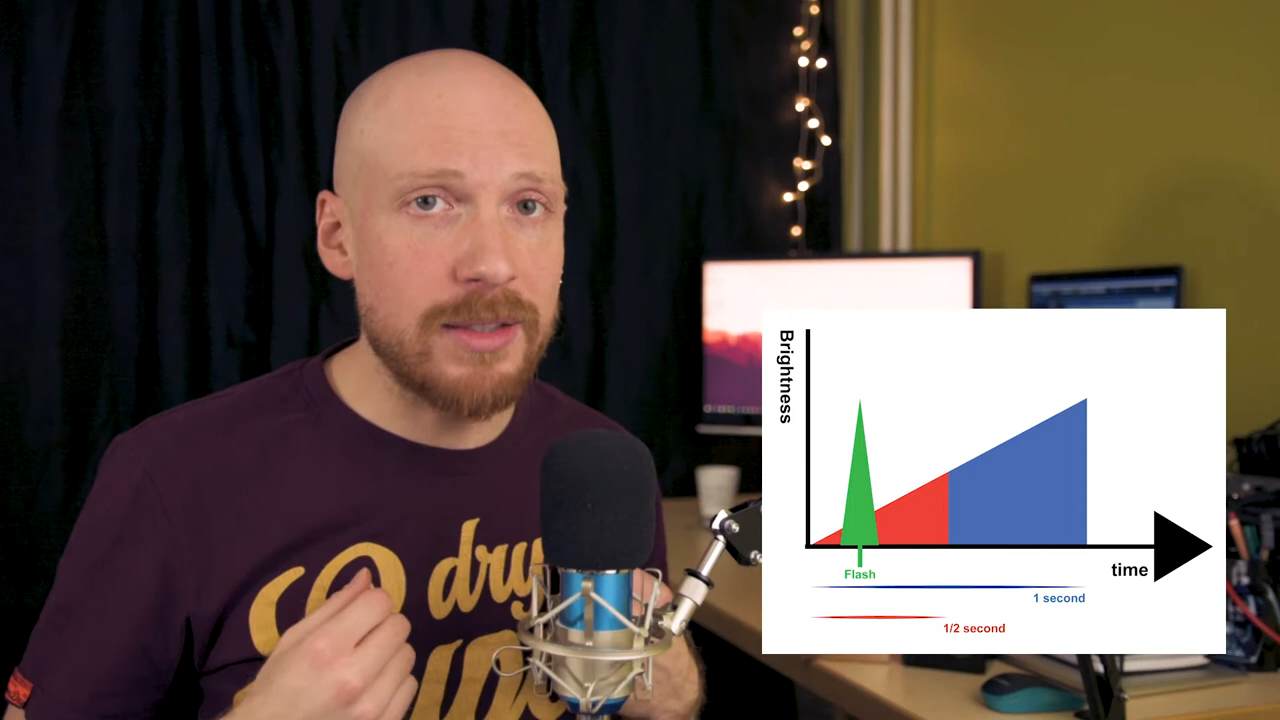 dry
Brightness
Flash
time
1 second
1/2 second